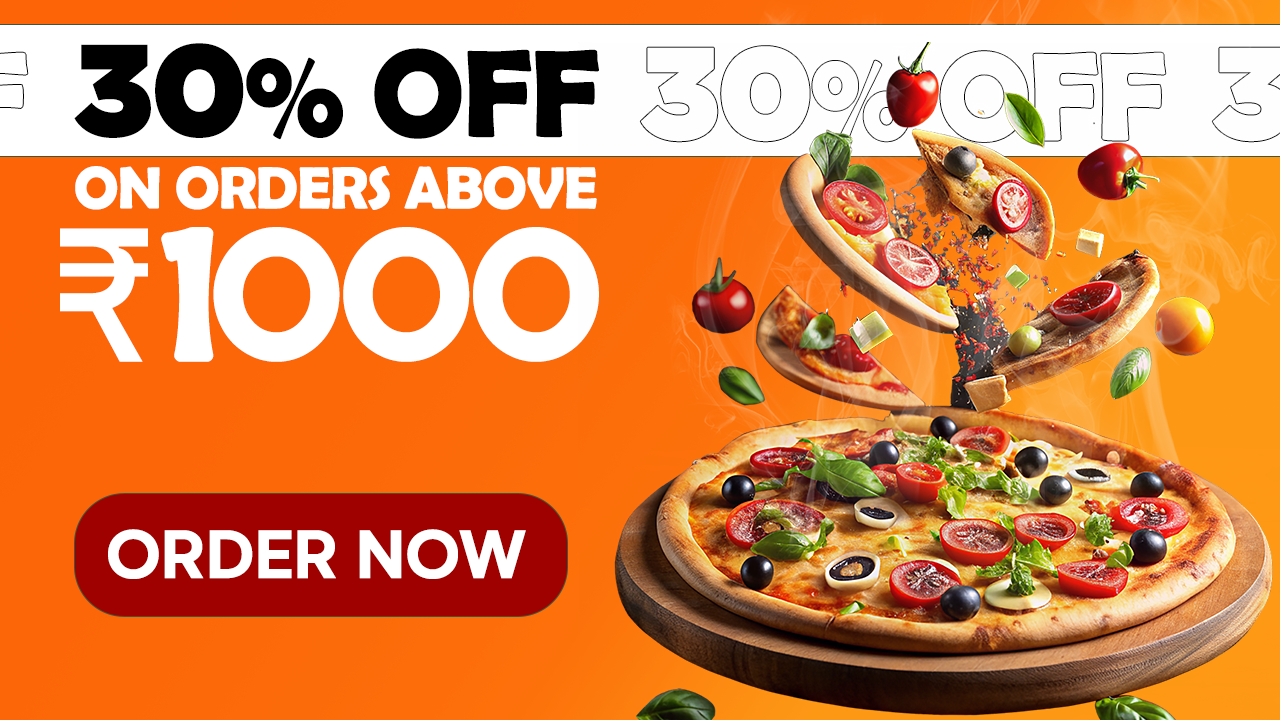 30% OFF 30% OFF
ON ORDERS ABOVE
₹1000
ORDER NOW